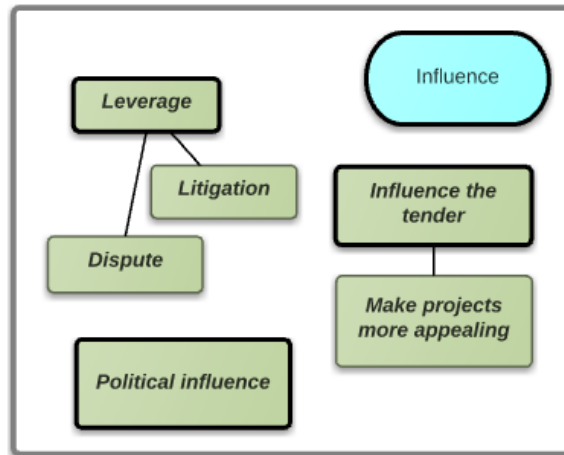 Influence
Leverage
Litigation
Dispute
Influence the
tender
Make projects
more appealing
Political influence